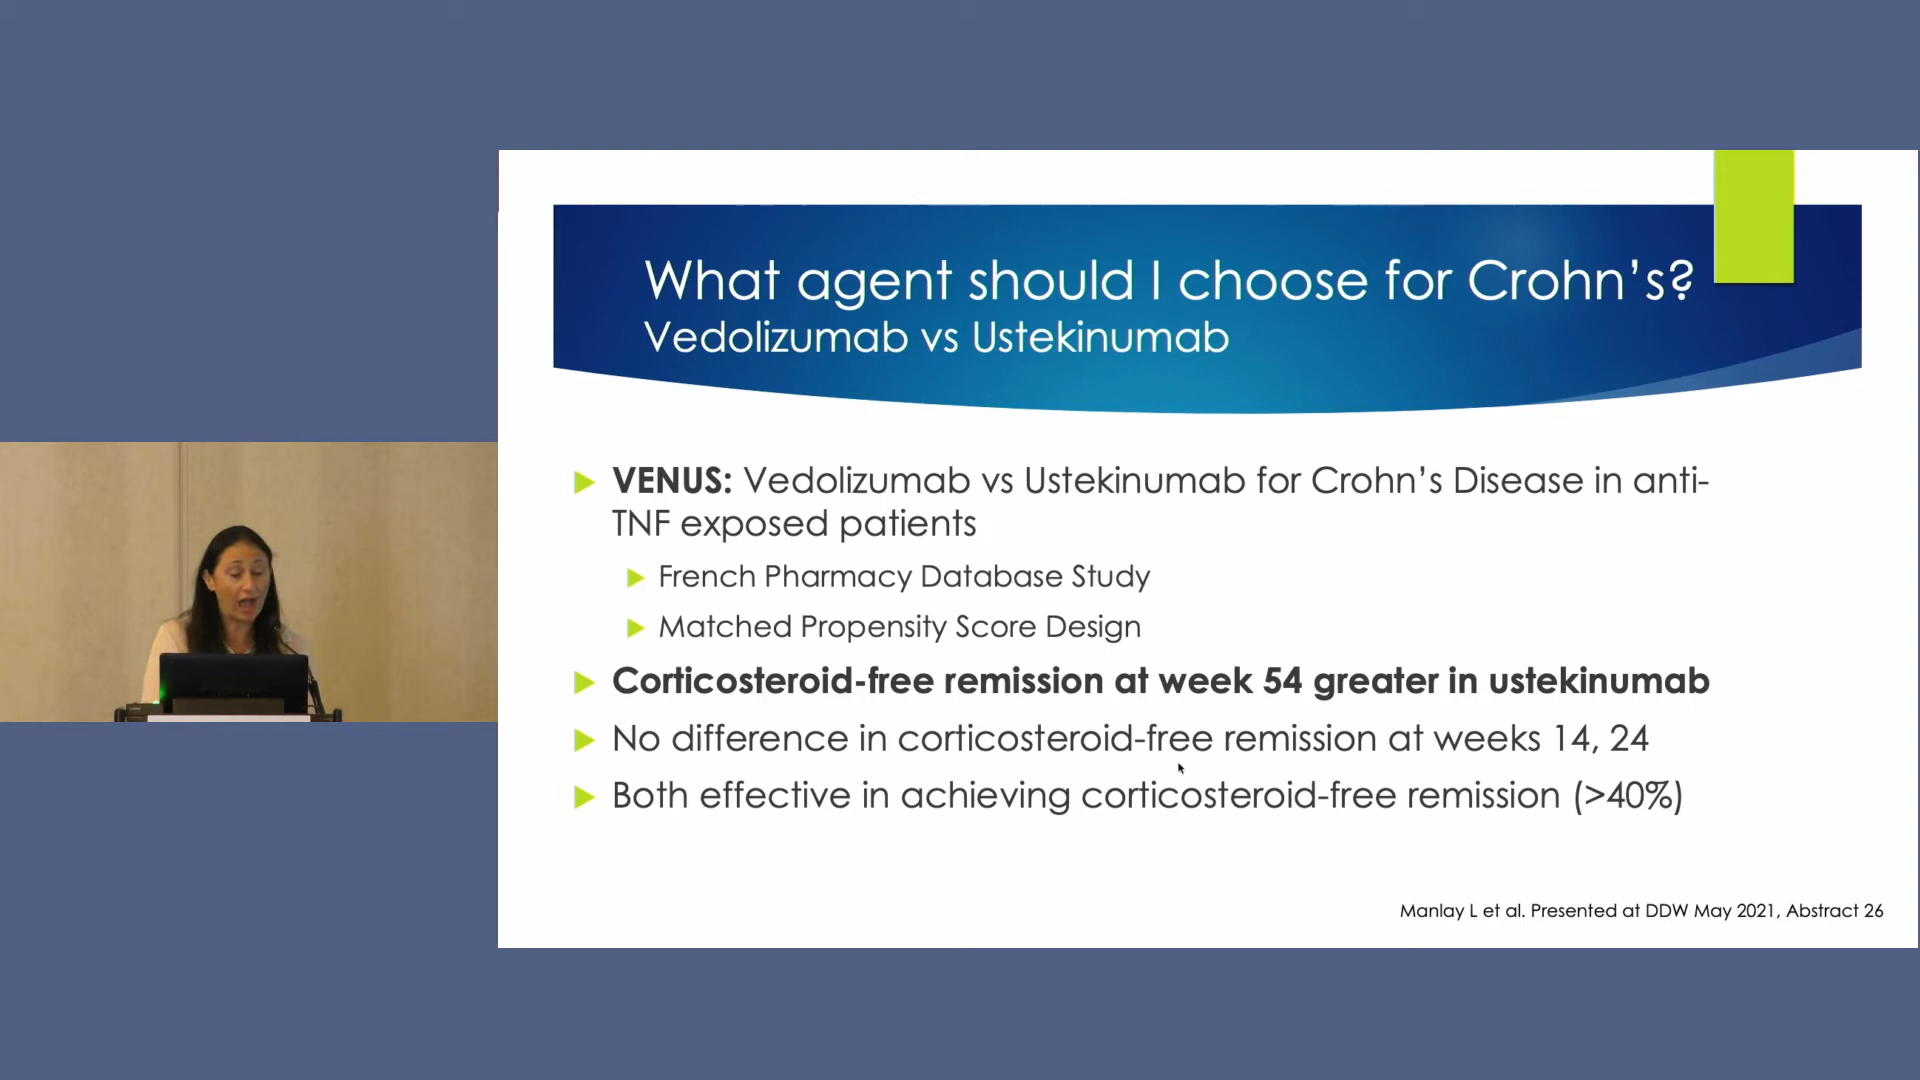 What agent should I choose for Crohn's?
Vedolizumab vs Ustekinumab
VENUS: Vedolizumab vs Ustekinumab for Crohn's Disease in anti-
TNF exposed patients
French Pharmacy Database Study
Matched Propensity Score Design
Corticosteroid-free remission at week 54 greater in ustekinumab
No difference in corticosteroid-free remission at weeks 14, 24
Both effective in achieving corticosteroid-free remission (>40%)
Manlay L et al. Presented at DDW May 2021, Abstract 26